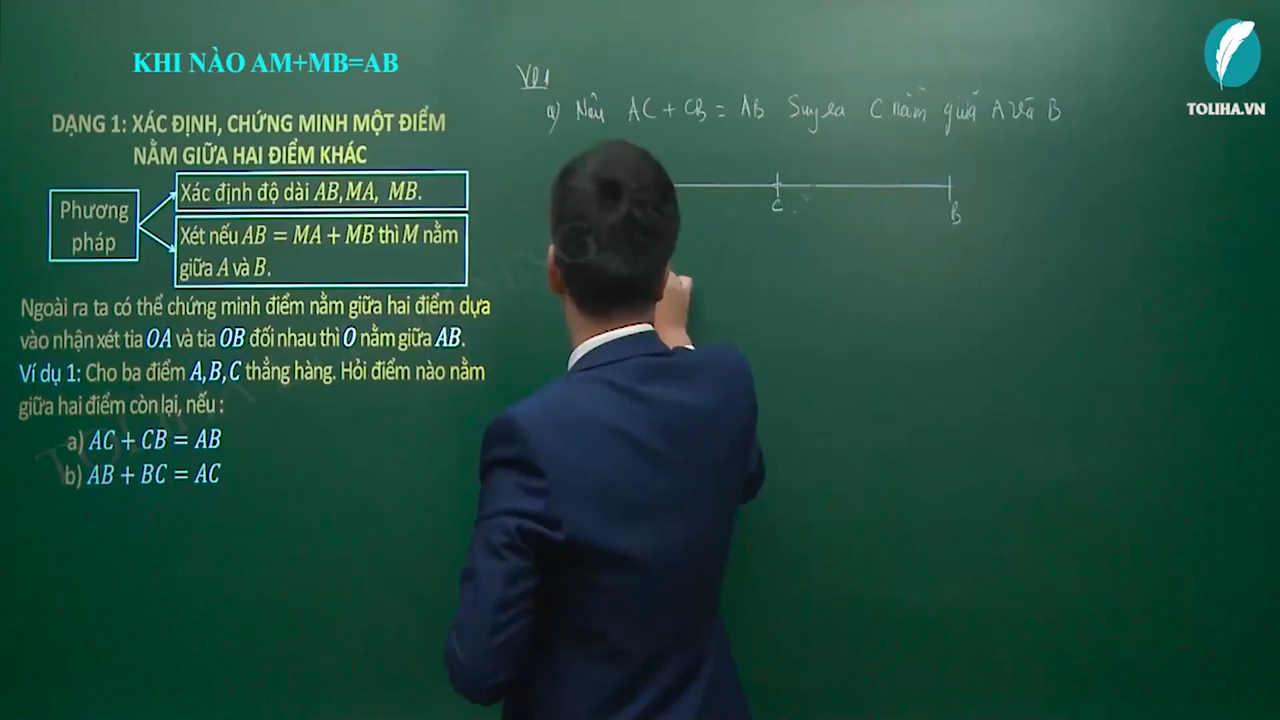 KHI NÀO AM+MB=AB
DẠNG 1: XÁC ĐỊNH, CHỨNG MINH MỘT ĐIỂM
NẰM GIỮA HAI ĐIỂM KHÁC
Phương
pháp
Xác định độ dài AB, MA, MB.
Xét nếu AB = MA + MB thì M nằm
giữa A và B.
Ngoài ra ta có thể chứng minh điểm nằm giữa hai điểm dựa
vào nhận xét tia OA và tia OB đối nhau thì O nằm giữa AB.
Ví dụ 1: Cho ba điểm A, B, C thẳng hàng. Hỏi điểm nào nằm
giữa hai điểm còn lại, nếu :
a) AC + CB = AB
b) AB + BC = AC
VD1
a) Nếu AC + CB = AB Suy ra C nằm giữa A và B
C
B
TOLIHA.VN